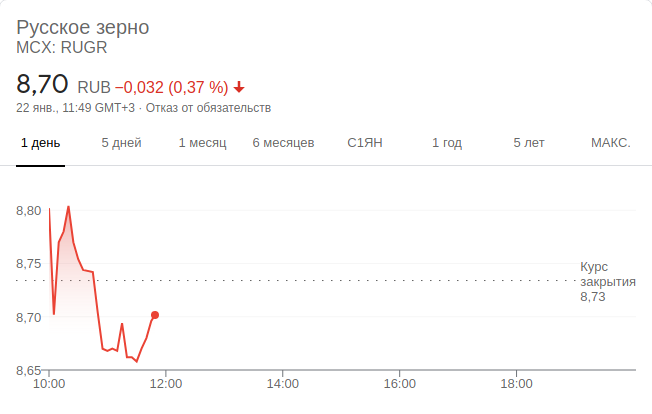 Русское зерно
MCX: RUGR
8,70 RUB −0,032 (0,37 %)
22 янв., 11:49 GMT+3 · Отказ от обязательств
1 день 5 дней 1 месяц 6 месяцев С1ЯН 1 год 5 лет МАКС.
8,80
8,75
Курс
закрытия
8,73
8,70
8,65
10:00 12:00 14:00 16:00 18:00